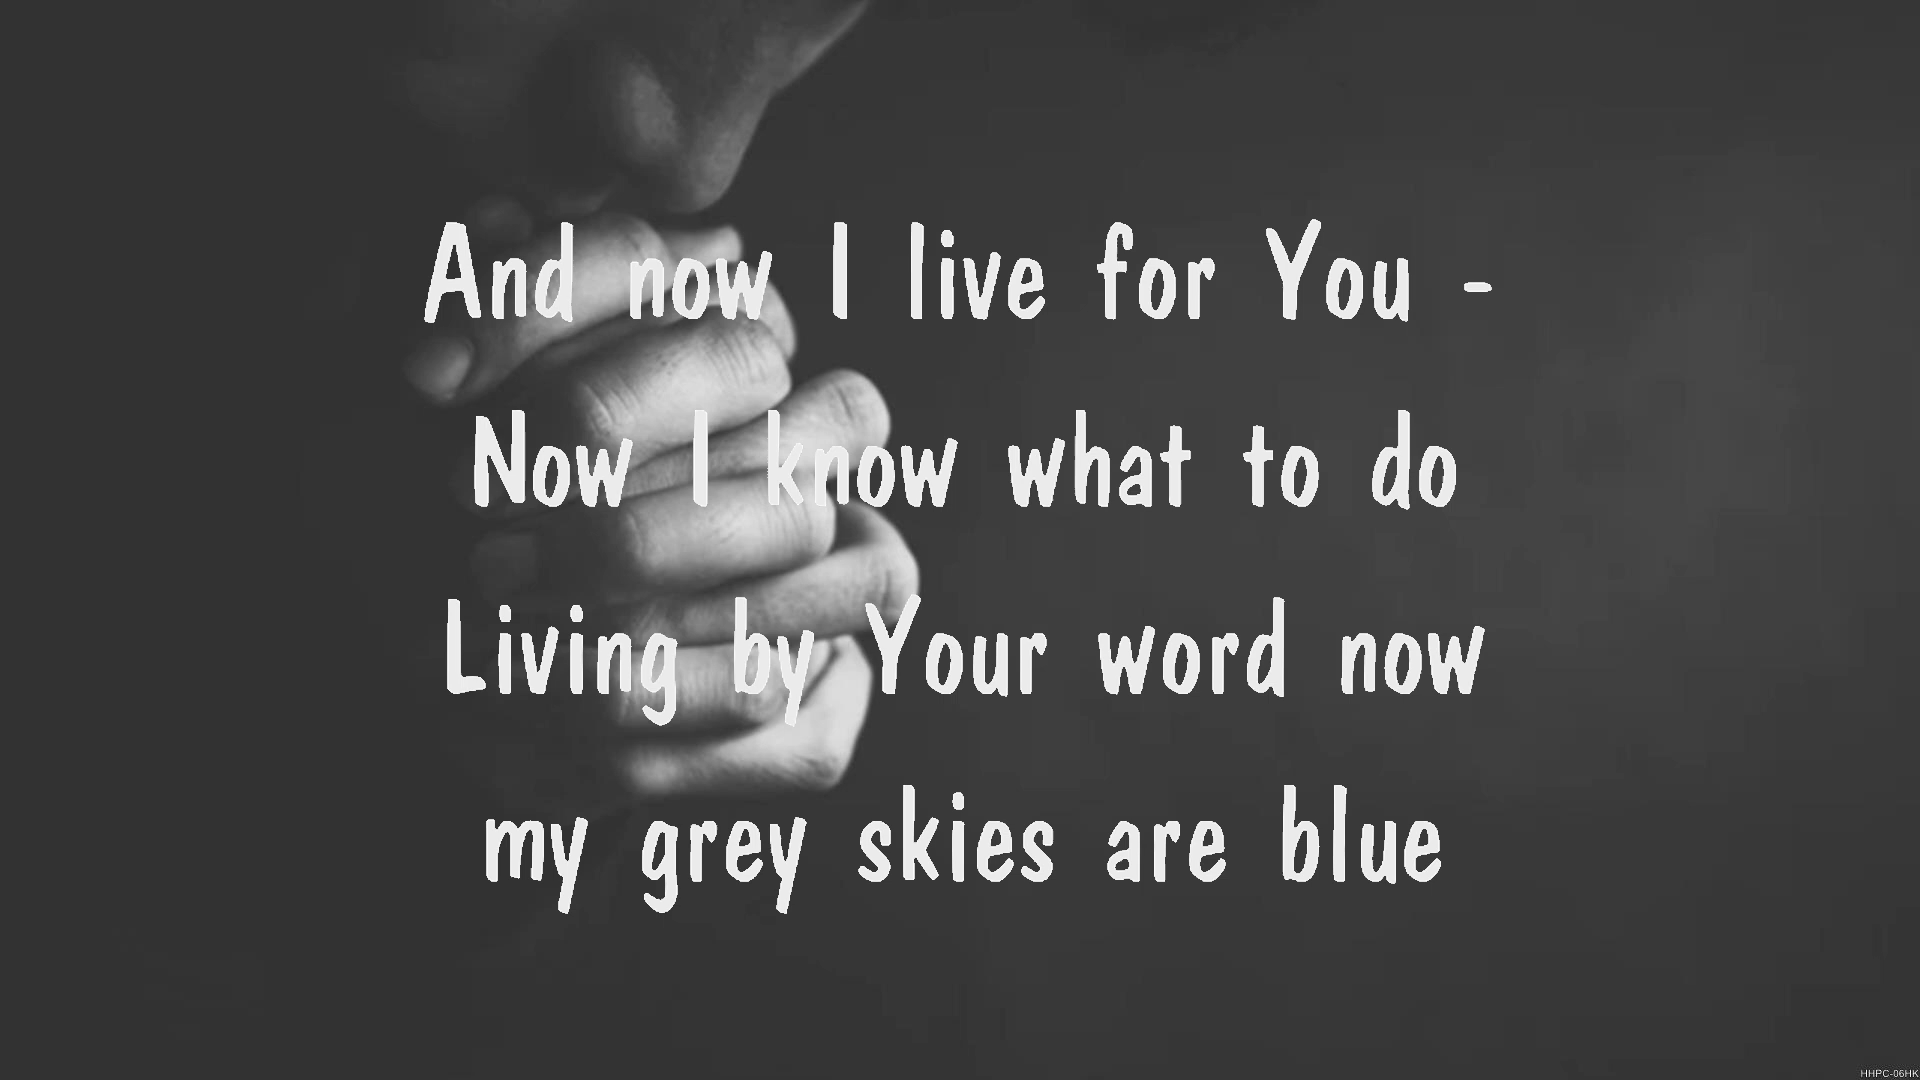 And now I live for You -
Now I know what to do
Living by Your word now
my grey skies are blue
HHPC-06HK